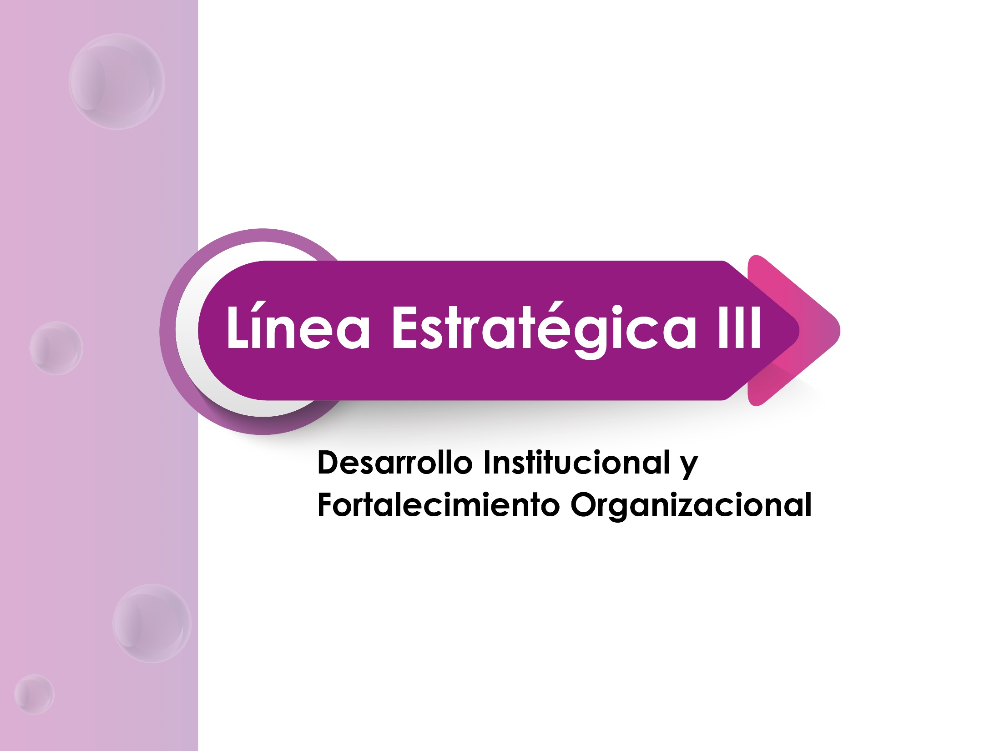 Línea Estratégica III
Desarrollo Institucional y
Fortalecimiento Organizacional